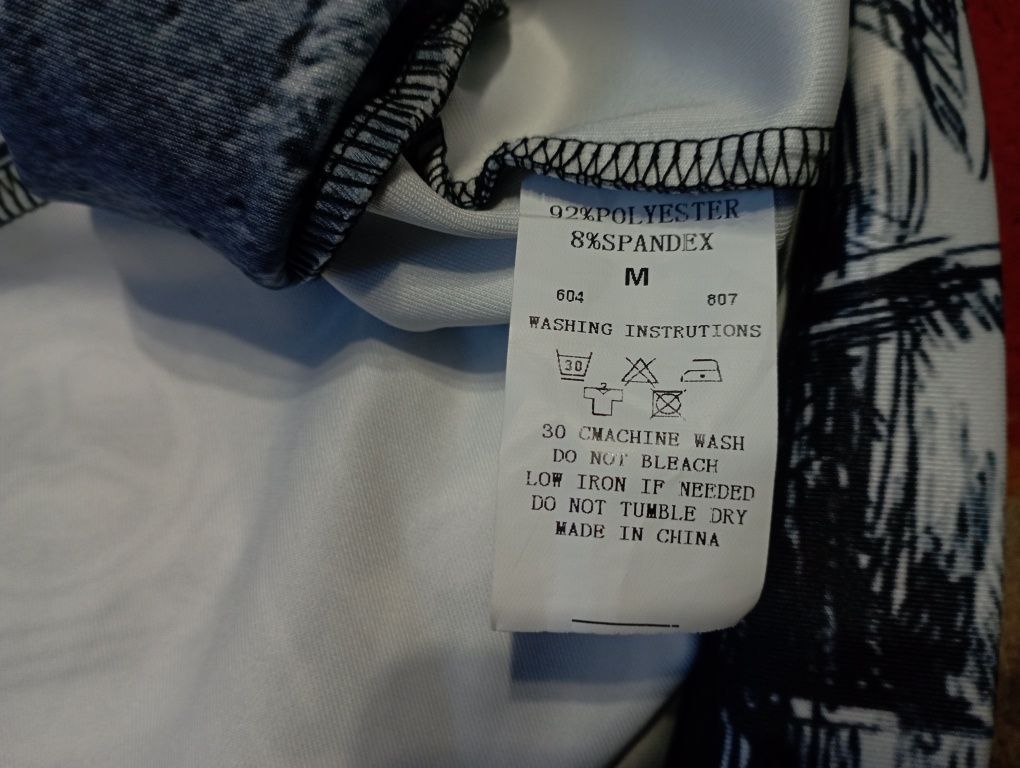 92%POLYESTER
8%SPANDEX
M
604 807
WASHING INSTRUTIONS
30
30 CMACHINE WASH
DO NOT BLEACH
LOW IRON IF NEEDED
DO NOT TUMBLE DRY
MADE IN CHINA